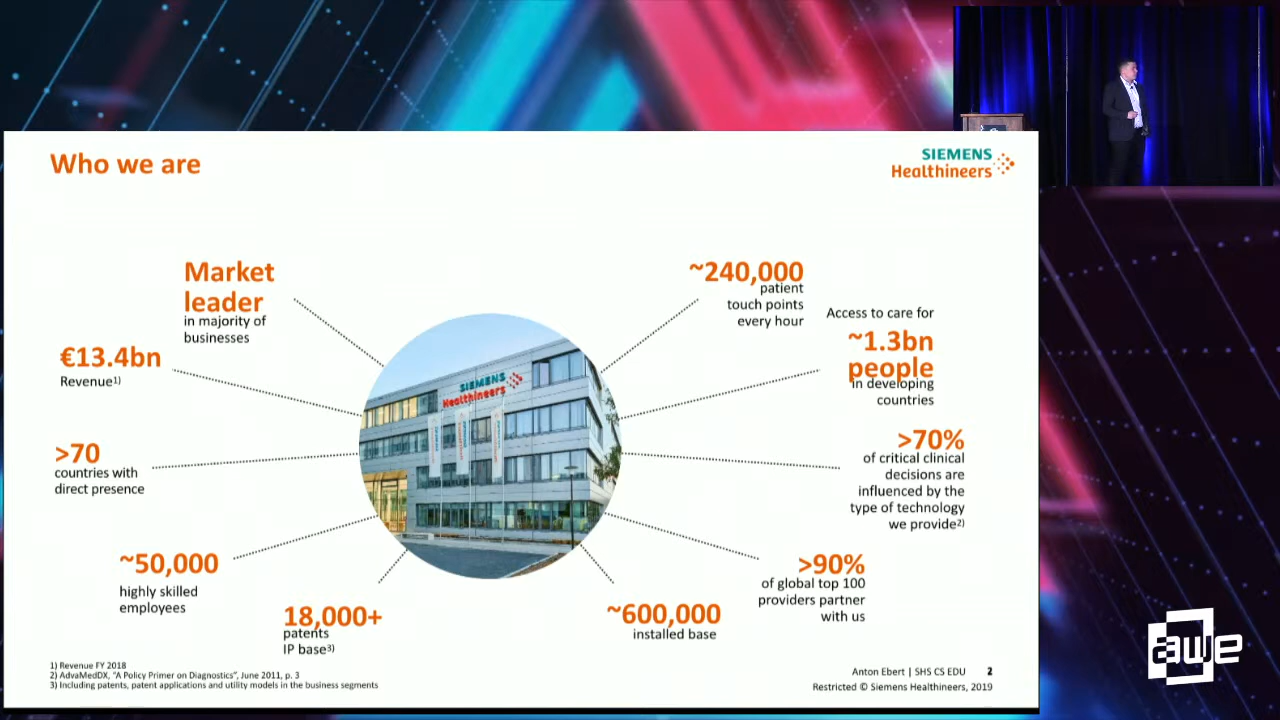 Who we are
SIEMENS
Healthineers
Market
leader
in majority of
businesses
€13.4bn
Revenue1)
>70
countries with
direct presence
~50,000
highly skilled
employees
18,000+
patents
IP base3)
SIEMENS
Healthineers
~240,000
patient
touch points
every hour
Access to care for
~1.3bn
people
in developing
countries
>70%
of critical clinical
decisions are
influenced by the
type of technology
we provide2)
>90%
of global top 100
providers partner
with us
~600,000
installed base
1) Revenue FY 2018
2) AdvaMedDX, "A Policy Primer on Diagnostics", June 2011, p. 3
3) Including patents, patent applications and utility models in the business segments
Anton Ebert | SHS CS EDU 2
Restricted © Siemens Healthineers, 2019
awe